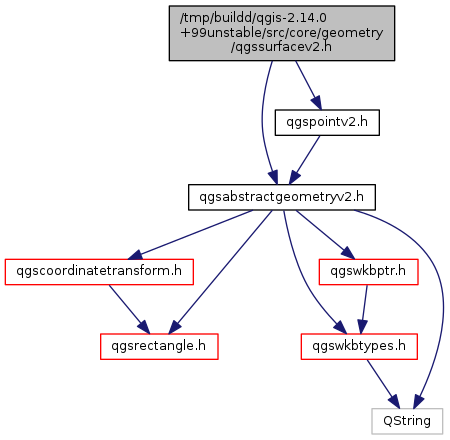 /tmp/buildd/qgis-2.14.0
+99unstable/src/core/geometry
/qgssurfacev2.h
qgspointv2.h
qgsabstractgeometryv2.h
qgscoordinatetransform.h
qgswkbptr.h
qgsrectangle.h
qgswkbtypes.h
QString